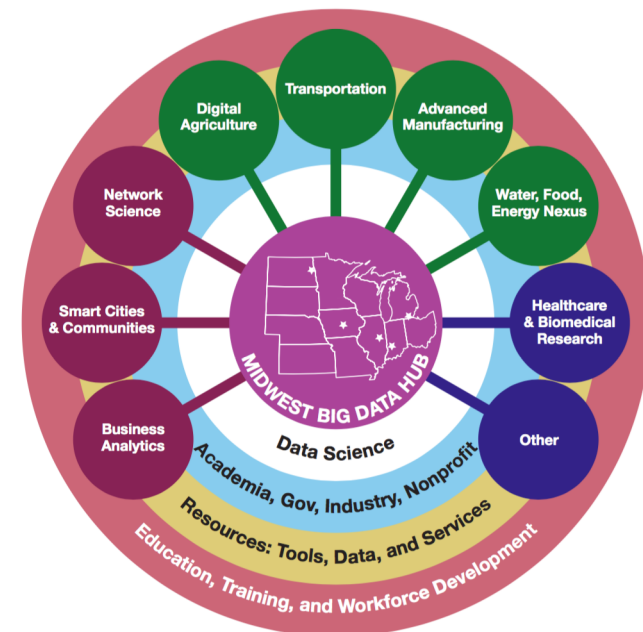 Transportation
Digital
Agriculture
Advanced
Manufacturing
Network
Science
Water, Food,
Energy Nexus
Smart Cities
& Communities
Healthcare
& Biomedical
Research
Business
Analytics
Other
MIDWEST BIG DATA HUB
Data Science
Academia, Gov, Industry, Nonprofit
Resources: Tools, Data, and Services
Education, Training, and Workforce Development